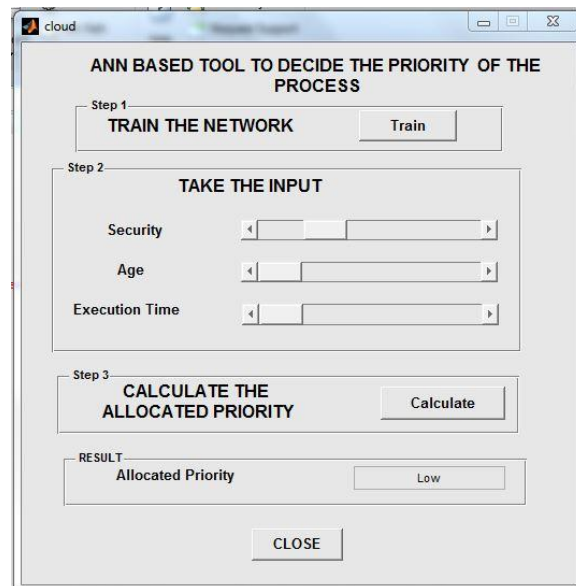 cloud
ANN BASED TOOL TO DECIDE THE PRIORITY OF THE
PROCESS
Step 1
TRAIN THE NETWORK
Train
Step 2
TAKE THE INPUT
Security
Age
Execution Time
Step 3
CALCULATE THE
ALLOCATED PRIORITY
Calculate
RESULT
Allocated Priority
Low
CLOSE